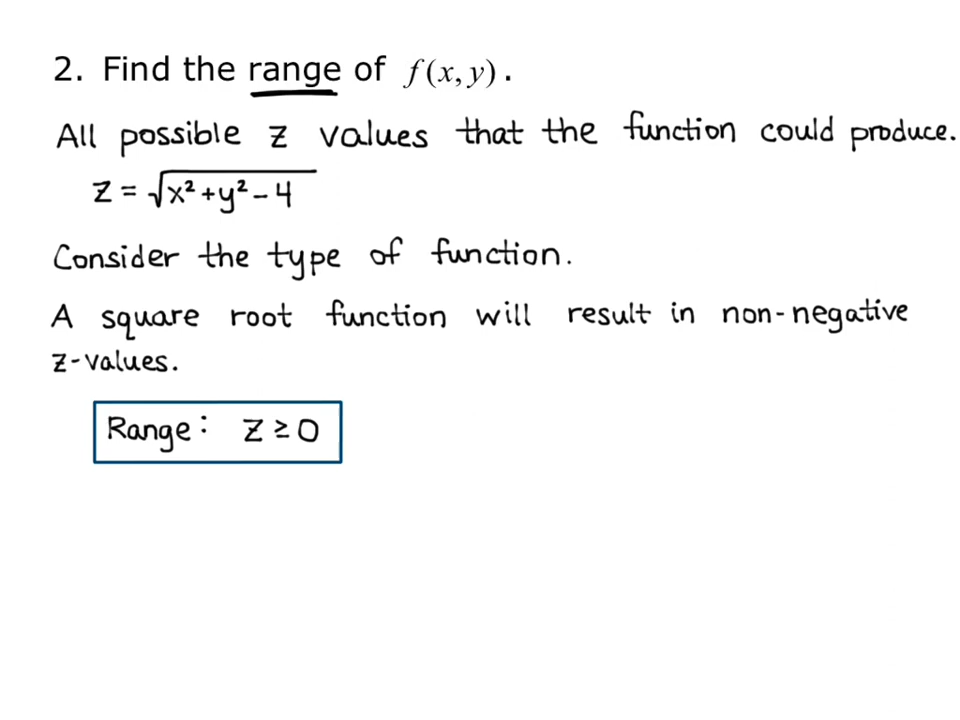 2. Find the range of f(x, y).
All possible z values that the function could produce.
z = √x²+y²-4
Consider the type of function.
A square root function will result in non-negative
z-values.
Range: z ≥ 0